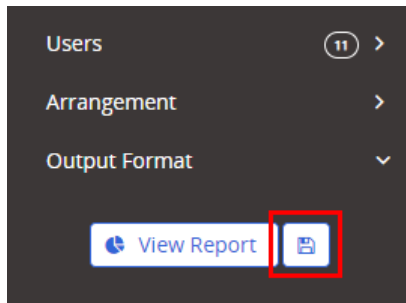 Users 11
Arrangement
Output Format
View Report